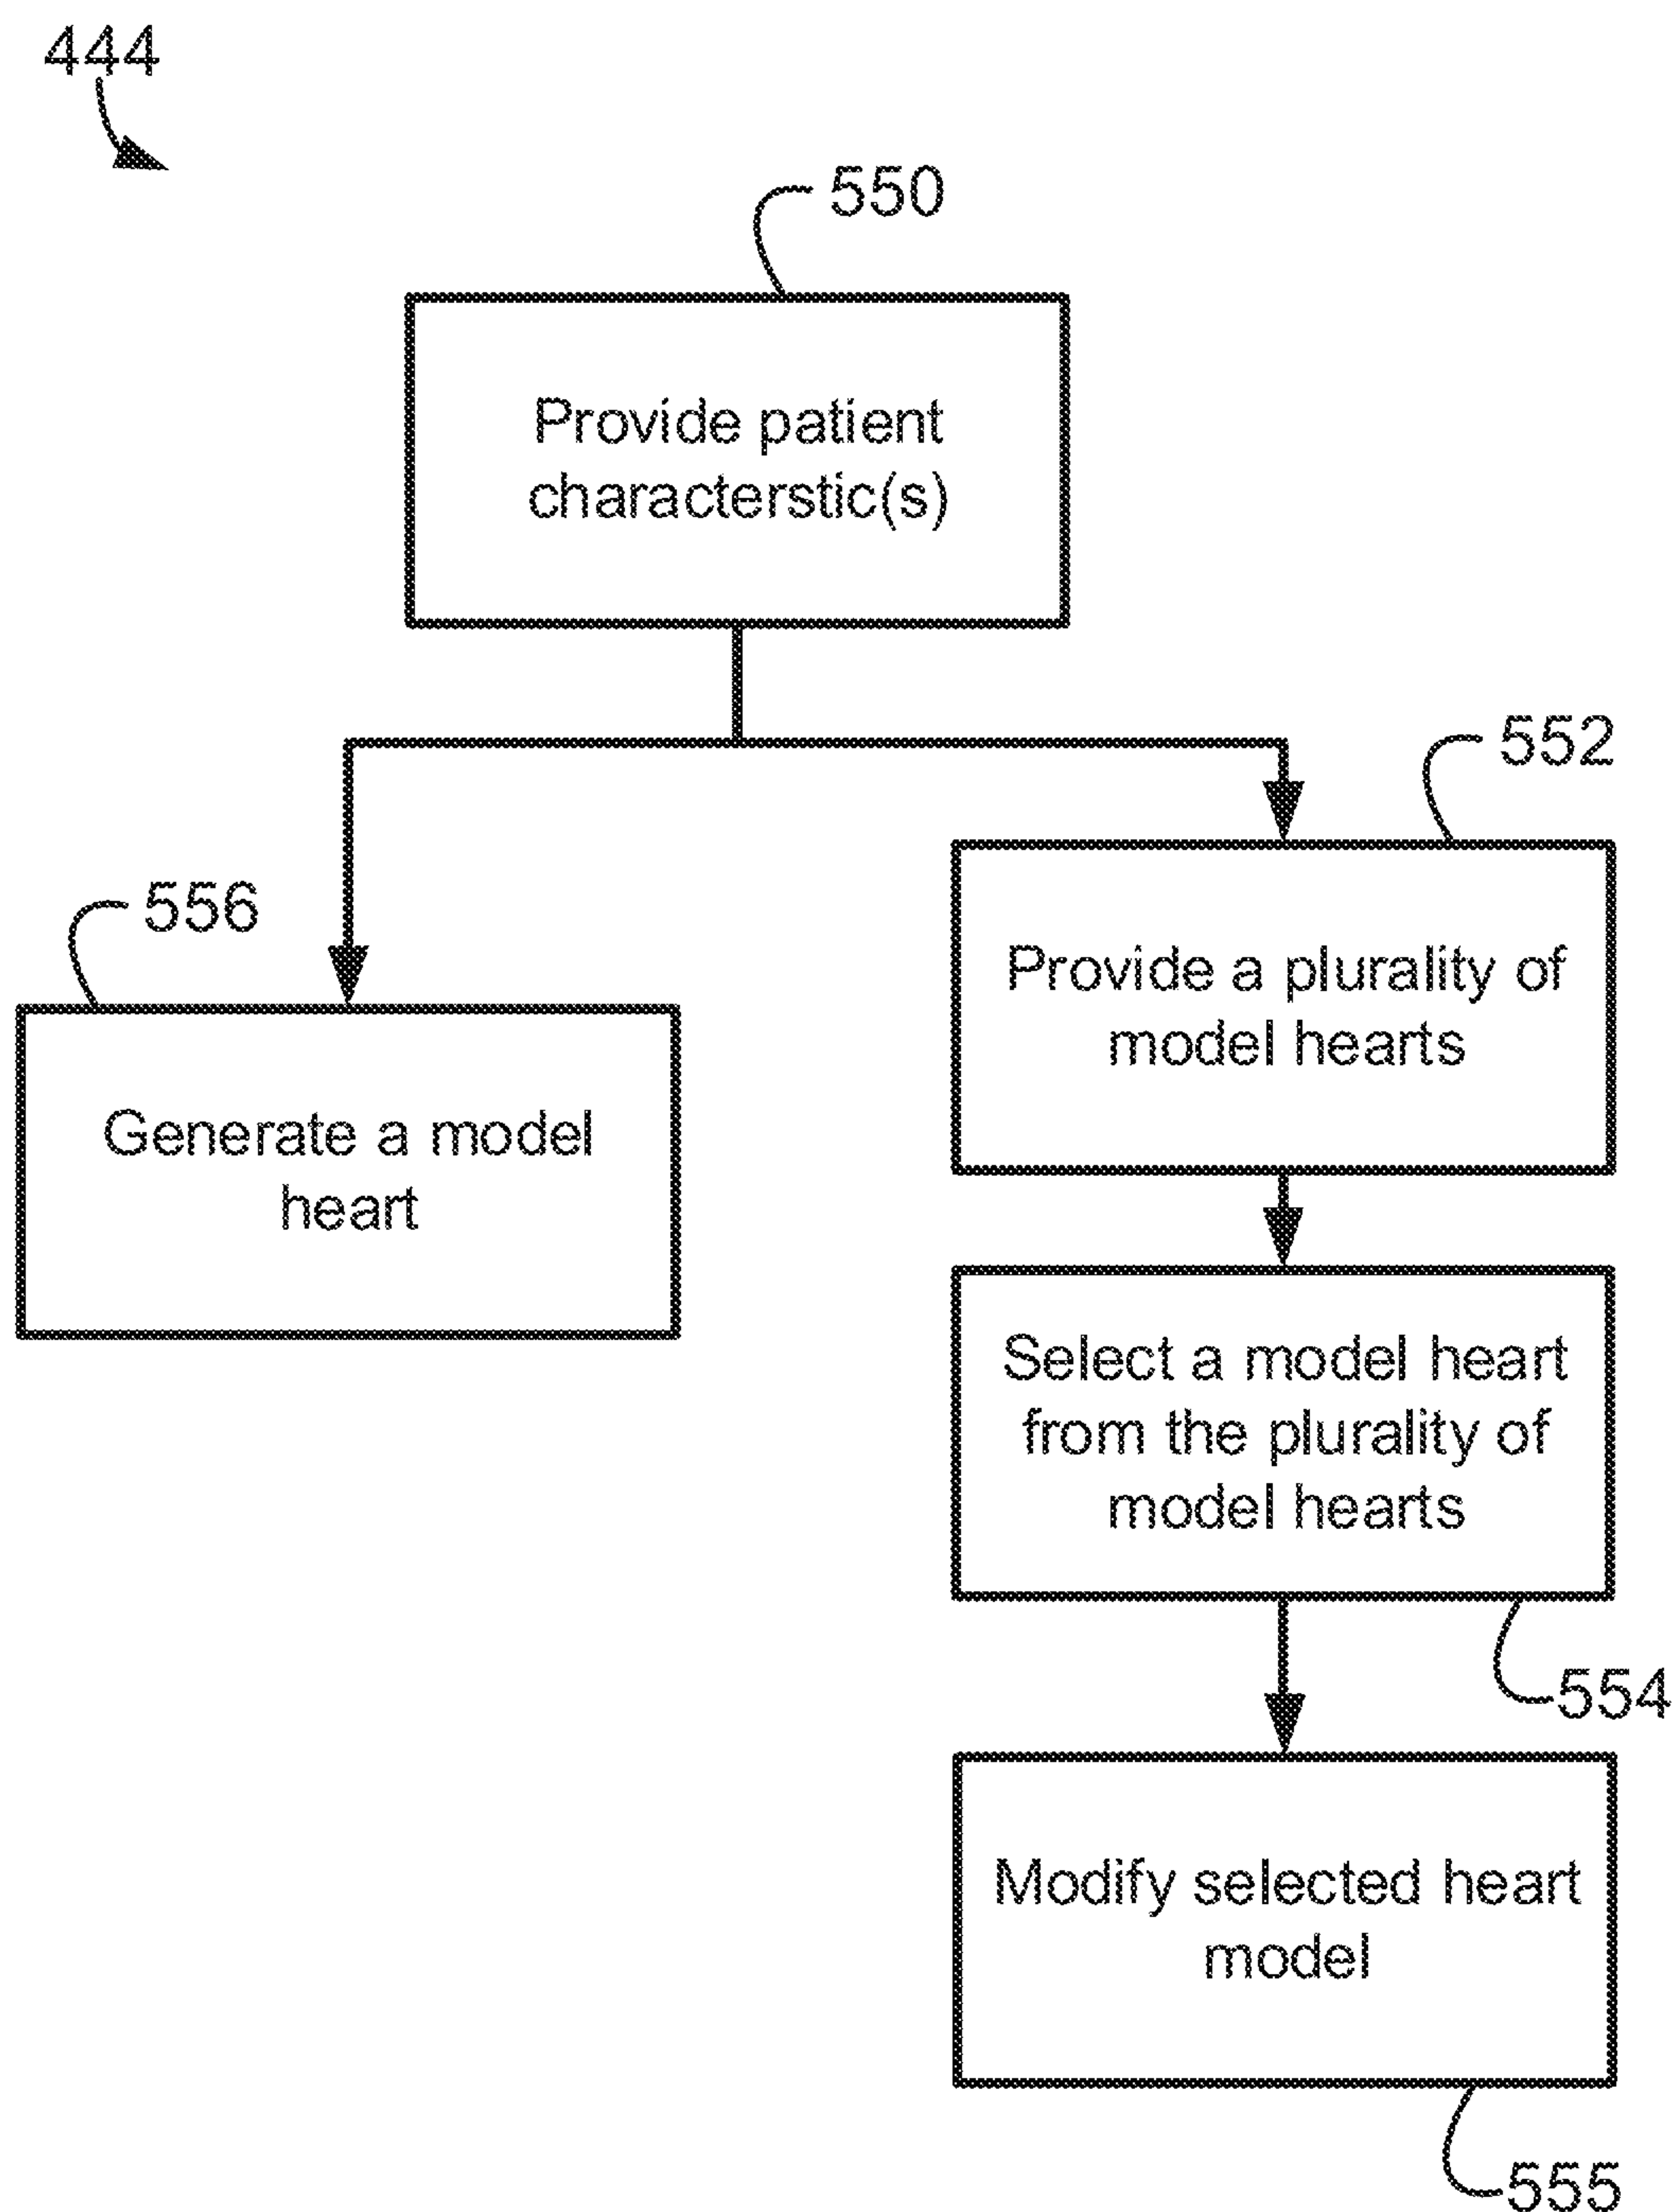 444
550
Provide patient
characterstic(s)
552
556
Provide a plurality of
model hearts
Generate a model
heart
Select a model heart
from the plurality of
model hearts
554
Modify selected heart
model
555